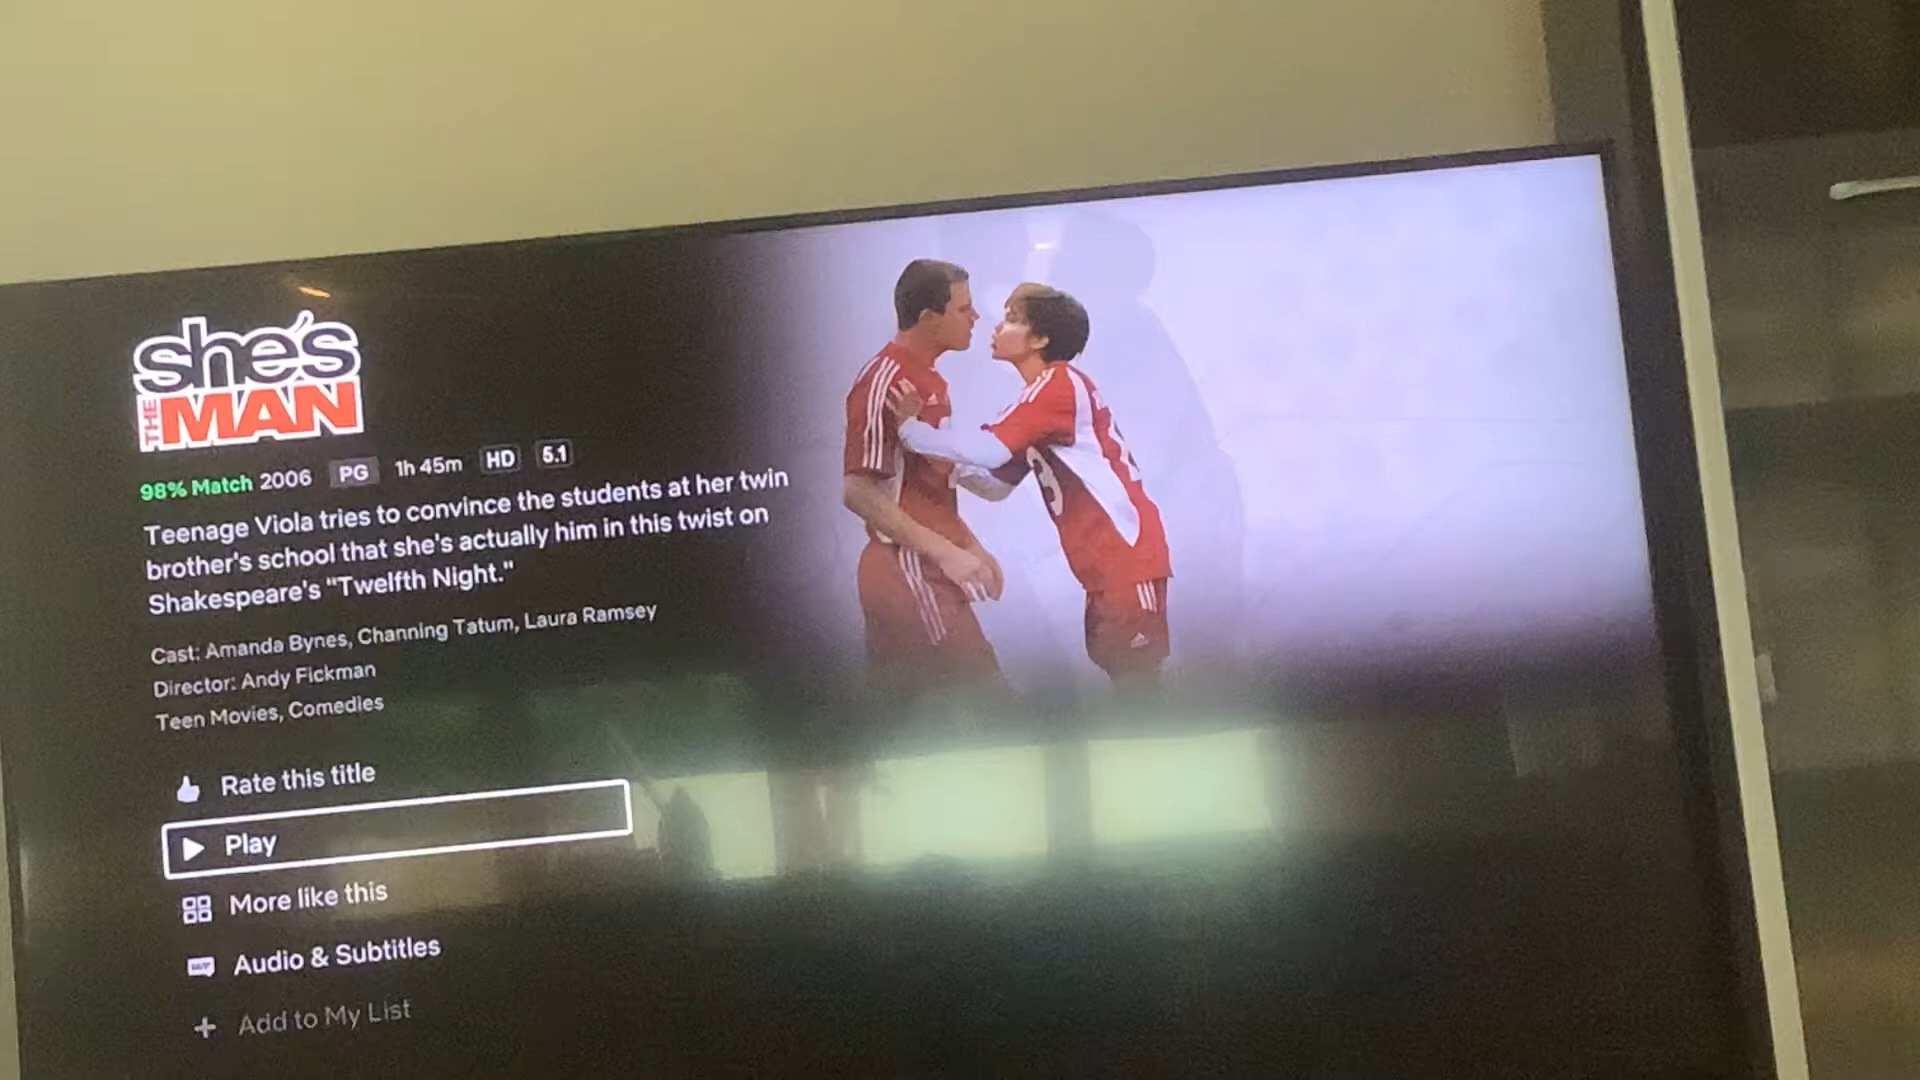 she's
THE MAN
98% Match 2006 PG 1h 45m HD 5.1
Teenage Viola tries to convince the students at her twin
brother's school that she's actually him in this twist on
Shakespeare's "Twelfth Night."
Cast: Amanda Bynes, Channing Tatum, Laura Ramsey
Director: Andy Fickman
Teen Movies, Comedies
Rate this title
Play
More like this
Audio & Subtitles
Add to My List
3